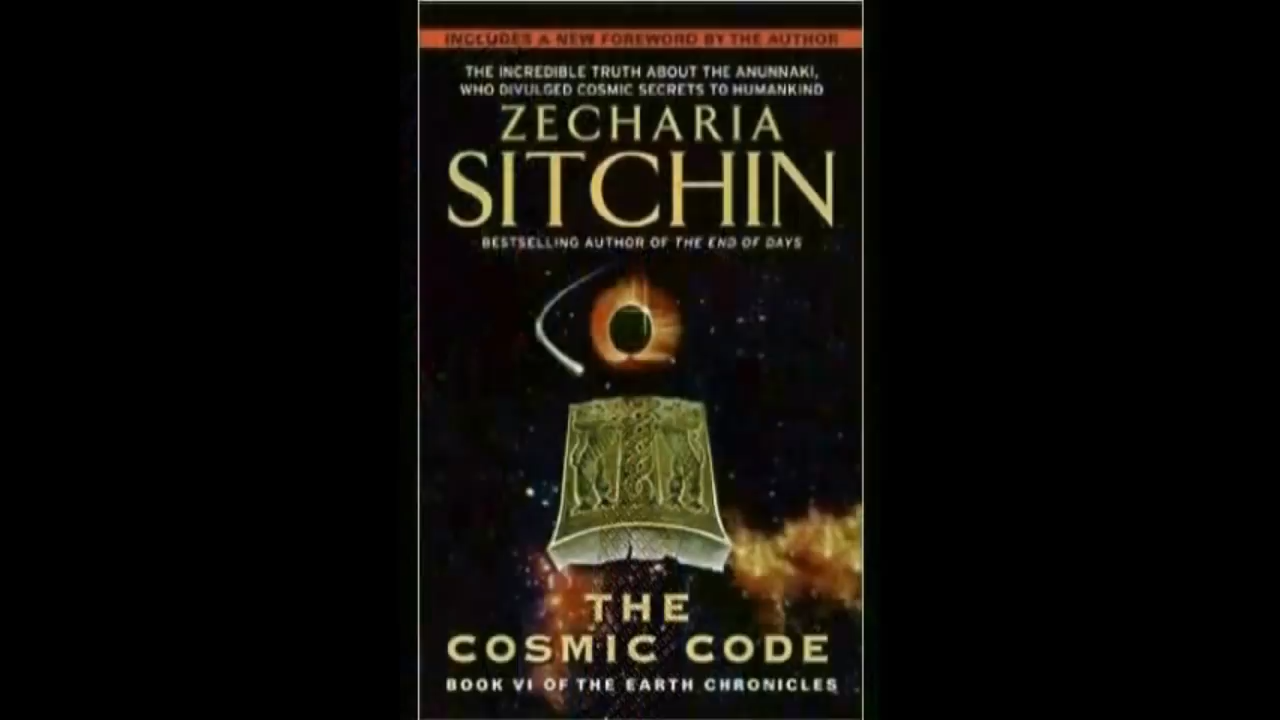 INCLUDES A NEW FOREWORD BY THE AUTHOR
THE INCREDIBLE TRUTH ABOUT THE ANUNNAKI,
WHO DIVULGED COSMIC SECRETS TO HUMANKIND
ZECHARIA
SITCHIN
BESTSELLING AUTHOR OF THE END OF DAYS
THE
COSMIC CODE
BOOK VI OF THE EARTH CHRONICLES